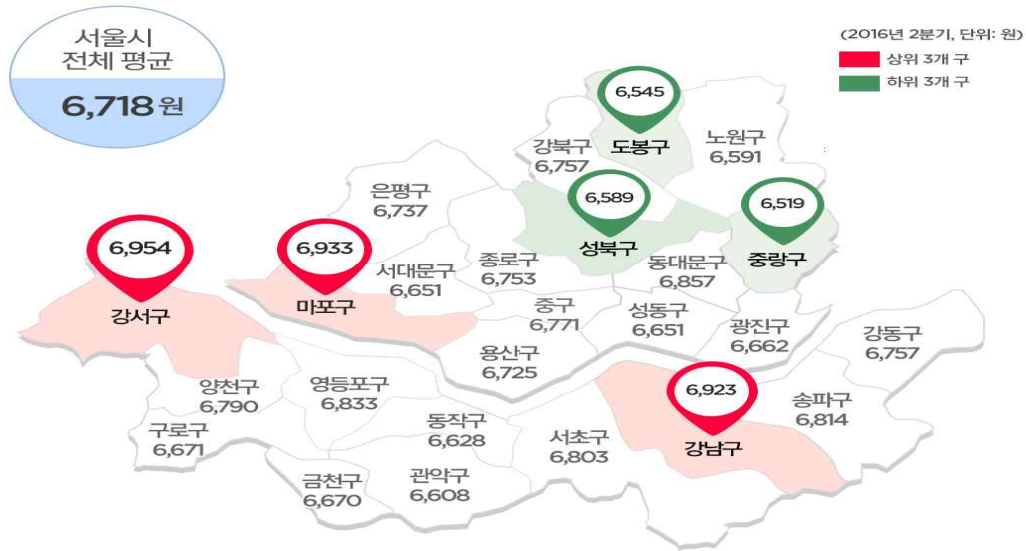 서울시
전체 평균
6,718 원
(2016년 2분기, 단위: 원)
상위 3개 구
하위 3개 구
6,545
도봉구
강북구
6,757
노원구
6,591
은평구
6,737
6,589
성북구
6,519
중랑구
6,954
강서구
6,933
마포구
서대문구
6,651
종로구
6,753
동대문구
6,857
중구
6,771
성동구
6,651
광진구
6,662
강동구
6,757
용산구
6,725
양천구
6,790
영등포구
6,833
6,923
강남구
송파구
6,814
구로구
6,671
동작구
6,628
서초구
6,803
금천구
6,670
관악구
6,608